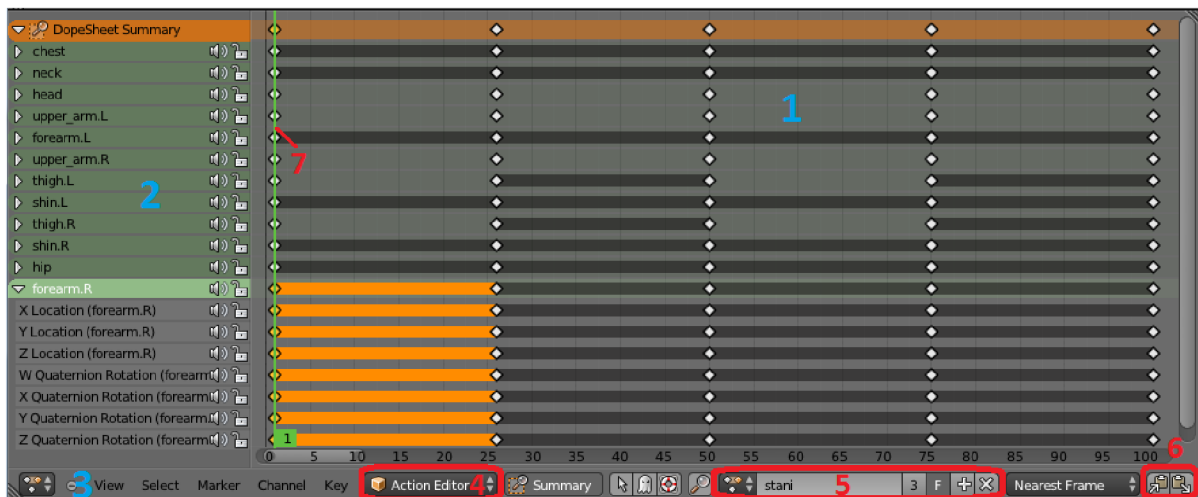 DopeSheet Summary
chest
neck
head
upper_arm.L
forearm.L
upper_arm.R
thigh.L
shin.L
thigh.R
shin.R
hip
forearm.R
X Location (forearm.R)
Y Location (forearm.R)
Z Location (forearm.R)
W Quaternion Rotation (forearm
X Quaternion Rotation (forearm.
Y Quaternion Rotation (forearm.
Z Quaternion Rotation (forearm
1
2
7
1
0 5 10 15 20 25 30 35 40 45 50 55 60 65 70 75 80 85 90 95 100
6
3 View Select Marker Channel Key Action Editor 4 Summary stani 5 3 F Nearest Frame